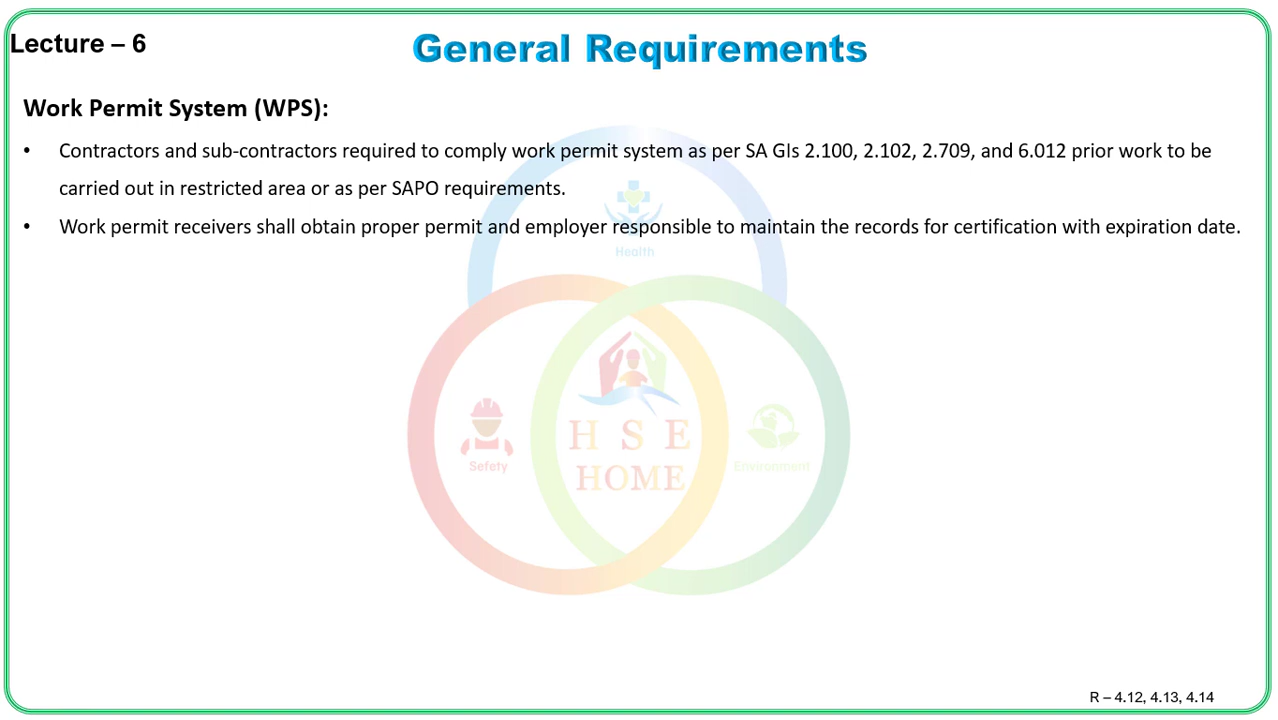 Lecture – 6
General Requirements
Work Permit System (WPS):
• Contractors and sub-contractors required to comply work permit system as per SA GIs 2.100, 2.102, 2.709, and 6.012 prior work to be
carried out in restricted area or as per SAPO requirements.
• Work permit receivers shall obtain proper permit and employer responsible to maintain the records for certification with expiration date.
Health
H S E
HOME
Sefety
Environment
R – 4.12, 4.13, 4.14